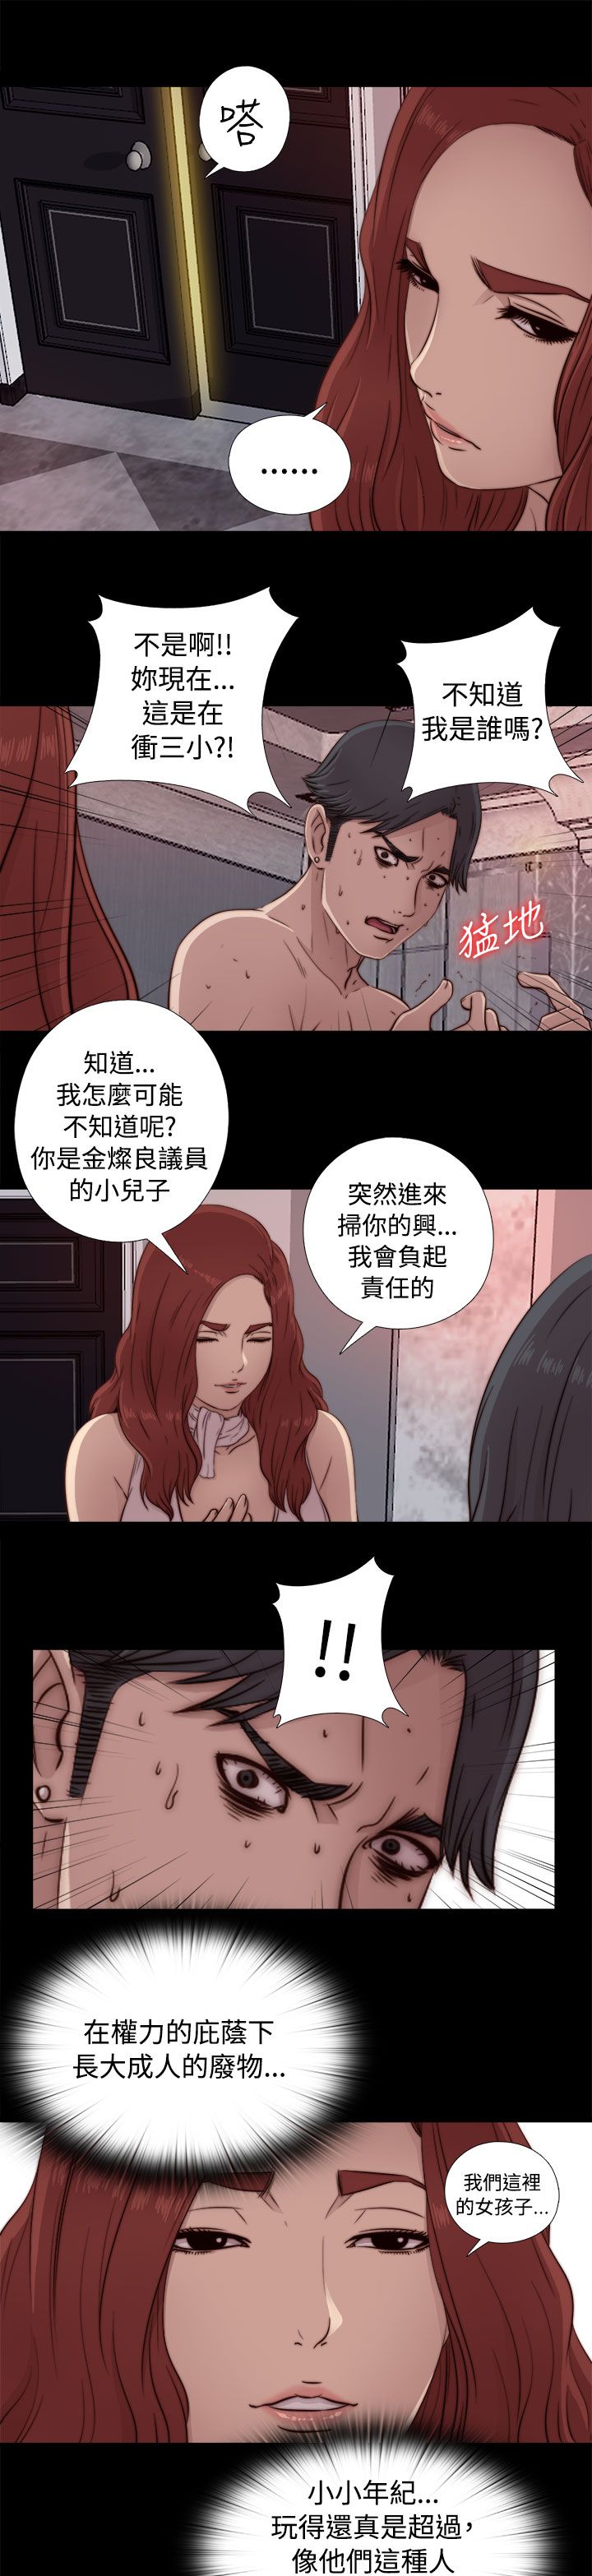 嗒
......
不是啊!!
妳現在...
這是在
衝三小?!
不知道
我是誰嗎?
猛地
知道...
我怎麼可能
不知道呢?
你是金燦良議員
的小兒子
突然進來
掃你的興...
我會負起
責任的
!!
在權力的庇蔭下
長大成人的廢物...
我們這裡
的女孩子...
小小年紀...
玩得還真是超過,
像他們這種人